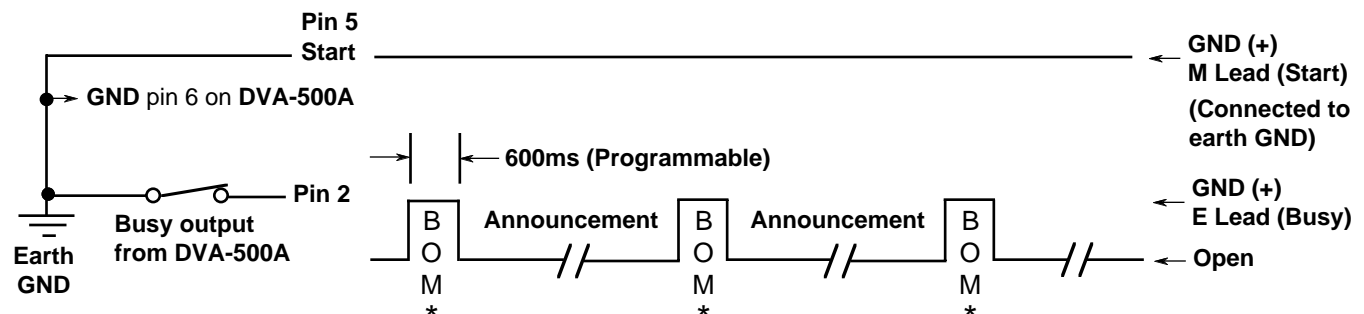 Pin 5
Start
GND (+)
M Lead (Start)
(Connected to
earth GND)
GND pin 6 on DVA-500A
600ms (Programmable)
Pin 2
GND (+)
E Lead (Busy)
Busy output
from DVA-500A
B
O
M
*
Announcement
B
O
M
*
Announcement
B
O
M
*
Open
Earth
GND